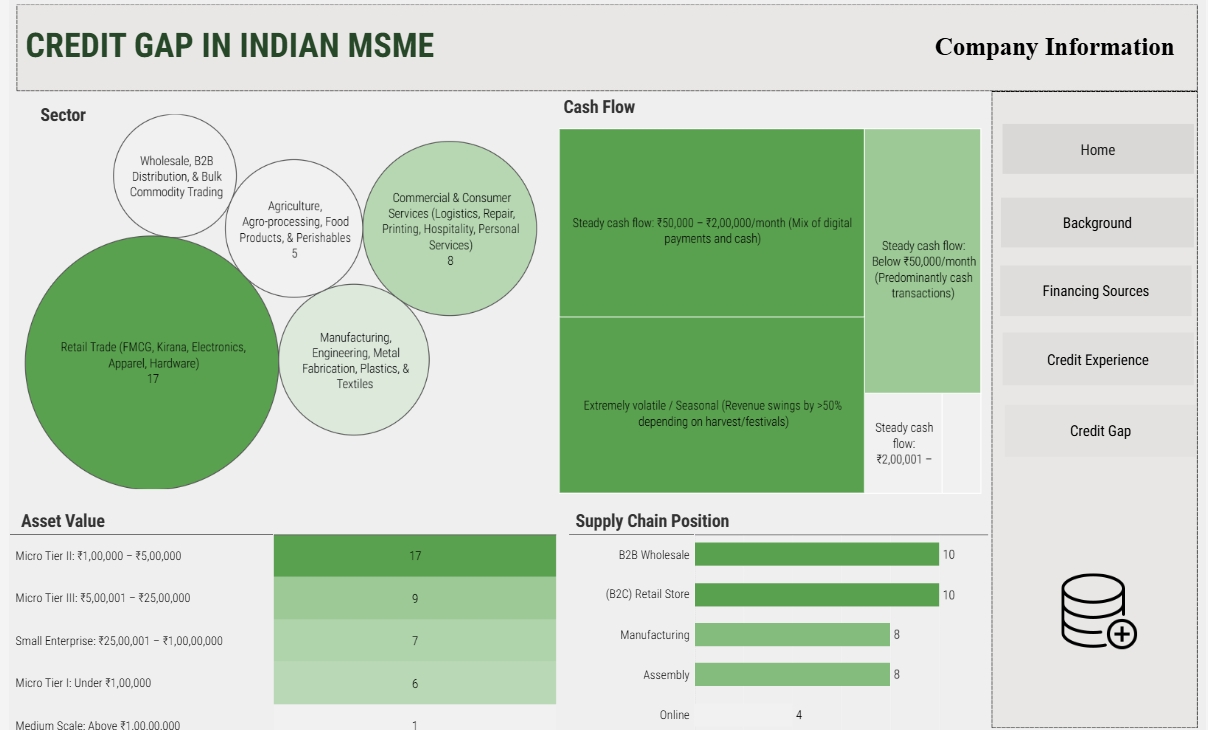 CREDIT GAP IN INDIAN MSME
Company Information
Sector
Wholesale, B2B
Distribution, & Bulk
Commodity Trading
Agriculture,
Agro-processing, Food
Products, & Perishables
5
Commercial & Consumer
Services (Logistics, Repair,
Printing, Hospitality, Personal
Services)
8
Retail Trade (FMCG, Kirana, Electronics,
Apparel, Hardware)
17
Manufacturing,
Engineering, Metal
Fabrication, Plastics, &
Textiles
Cash Flow
Steady cash flow: ₹50,000 – ₹2,00,000/month (Mix of digital
payments and cash)
Steady cash flow:
Below ₹50,000/month
(Predominantly cash
transactions)
Extremely volatile / Seasonal (Revenue swings by >50%
depending on harvest/festivals)
Steady cash
flow:
₹2,00,001 –
Home
Background
Financing Sources
Credit Experience
Credit Gap
Asset Value
Micro Tier II: ₹1,00,000 – ₹5,00,000 17
Micro Tier III: ₹5,00,001 – ₹25,00,000 9
Small Enterprise: ₹25,00,001 – ₹1,00,00,000 7
Micro Tier I: Under ₹1,00,000 6
Medium Scale: Above ₹1,00,00,000 1
Supply Chain Position
B2B Wholesale 10
(B2C) Retail Store 10
Manufacturing 8
Assembly 8
Online 4